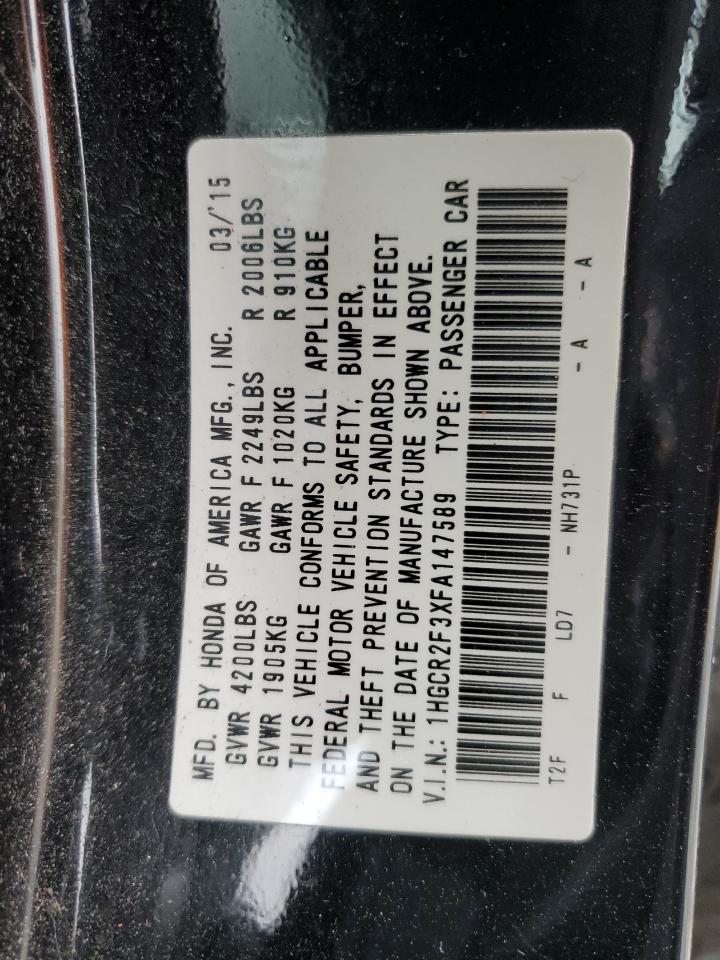 MFD. BY HONDA OF AMERICA MFG., INC. 03/'15
GVWR 4200LBS GAWR F 2249LBS R 2006LBS
GVWR 1905KG GAWR F 1020KG R 910KG
THIS VEHICLE CONFORMS TO ALL APPLICABLE
FEDERAL MOTOR VEHICLE SAFETY, BUMPER,
AND THEFT PREVENTION STANDARDS IN EFFECT
ON THE DATE OF MANUFACTURE SHOWN ABOVE.
V.I.N.: 1HGCR2F3XFA147589 TYPE: PASSENGER CAR
T2F F LD7 - NH731P - A - A